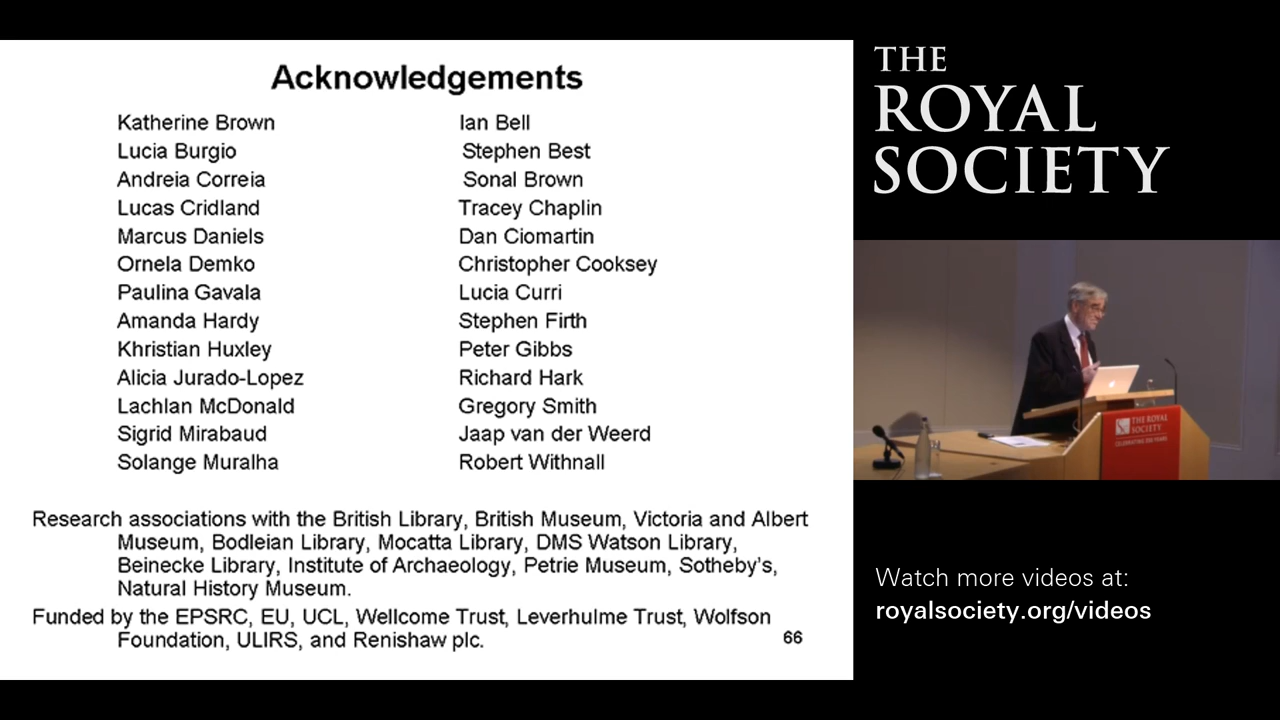 Acknowledgements
Katherine Brown
Lucia Burgio
Andreia Correia
Lucas Cridland
Marcus Daniels
Ornela Demko
Paulina Gavala
Amanda Hardy
Khristian Huxley
Alicia Jurado-Lopez
Lachlan McDonald
Sigrid Mirabaud
Solange Muralha
Ian Bell
Stephen Best
Sonal Brown
Tracey Chaplin
Dan Ciomartin
Christopher Cooksey
Lucia Curri
Stephen Firth
Peter Gibbs
Richard Hark
Gregory Smith
Jaap van der Weerd
Robert Withnall
Research associations with the British Library, British Museum, Victoria and Albert
Museum, Bodleian Library, Mocatta Library, DMS Watson Library,
Beinecke Library, Institute of Archaeology, Petrie Museum, Sotheby's,
Natural History Museum.
Funded by the EPSRC, EU, UCL, Wellcome Trust, Leverhulme Trust, Wolfson
Foundation, ULIRS, and Renishaw plc.
66
THE
ROYAL
SOCIETY
THE ROYAL
SOCIETY
CELEBRATING 350 YEARS
Watch more videos at:
royalsociety.org/videos